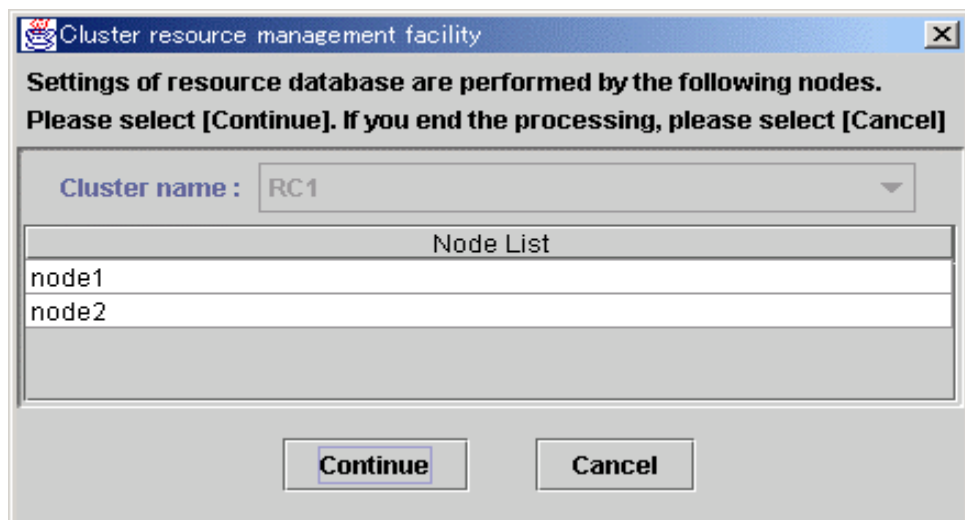 Cluster resource management facility
Settings of resource database are performed by the following nodes.
Please select [Continue]. If you end the processing, please select [Cancel]
Cluster name : RC1
Node List
node1
node2
Continue Cancel